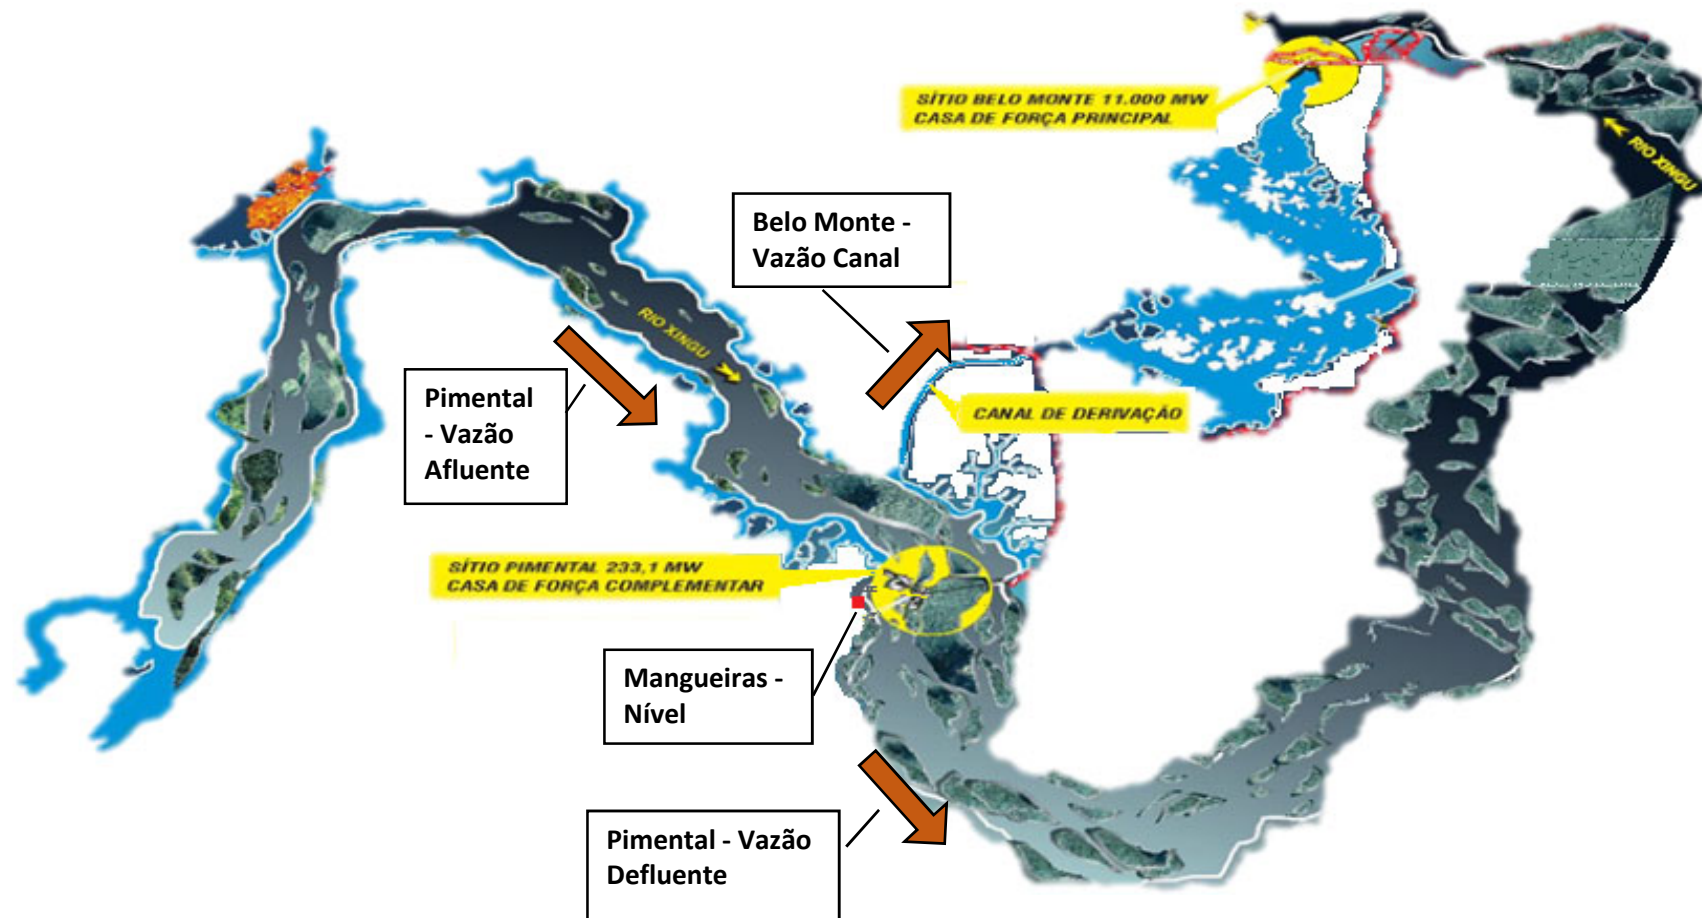 SÍTIO BELO MONTE 11.000 MW
CASA DE FORÇA PRINCIPAL
RIO XINGU
Belo Monte -
Vazão Canal
RIO XINGU
Pimental
- Vazão
Afluente
CANAL DE DERIVAÇÃO
SÍTIO PIMENTAL 233,1 MW
CASA DE FORÇA COMPLEMENTAR
Mangueiras -
Nível
Pimental - Vazão
Defluente